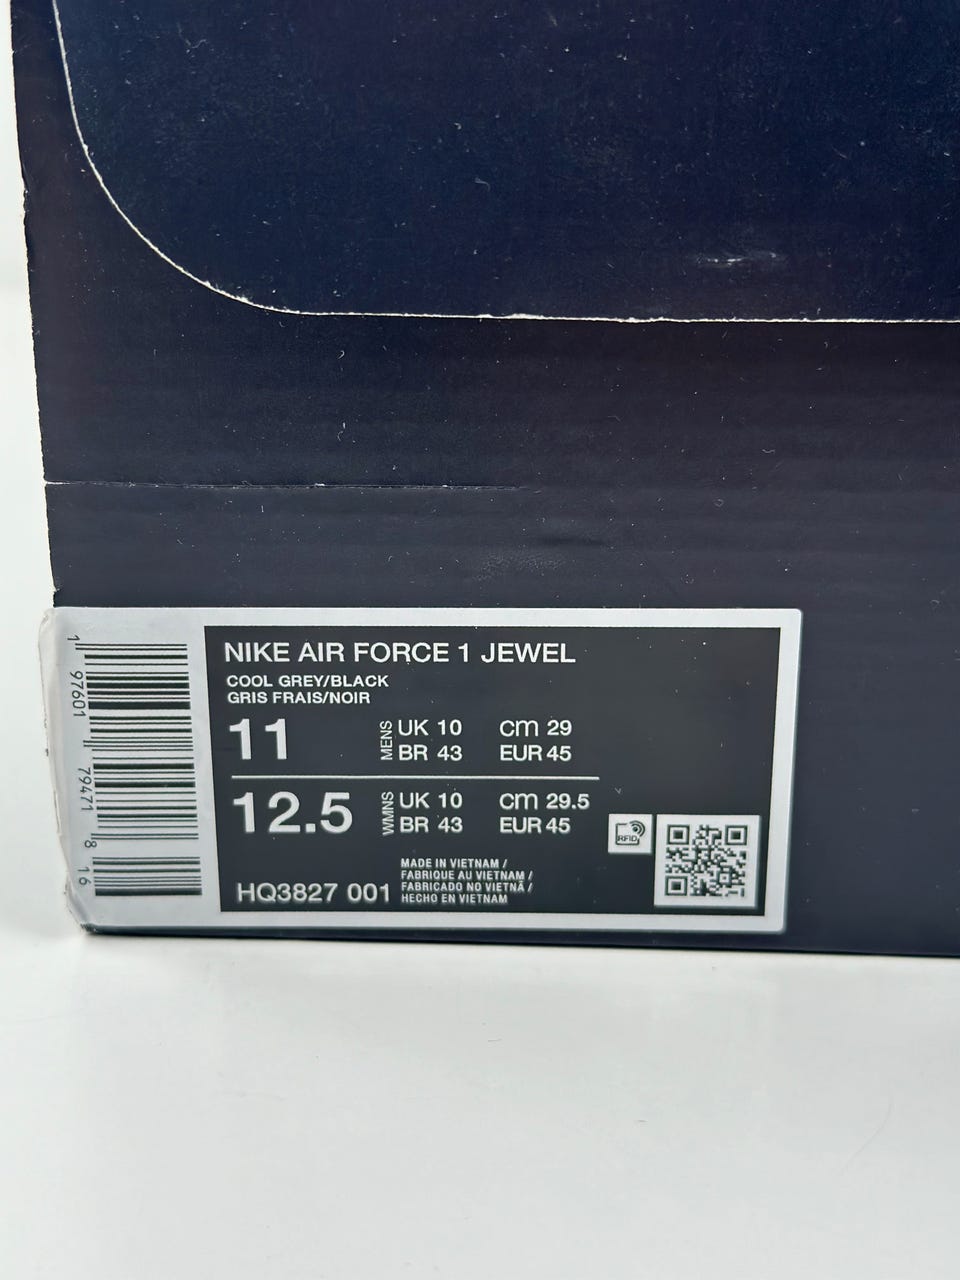 NIKE AIR FORCE 1 JEWEL
COOL GREY/BLACK
GRIS FRAIS/NOIR
11 MENS UK 10 CM 29
BR 43 EUR 45
12.5 WMNS UK 10 CM 29.5
BR 43 EUR 45
RFID
HQ3827 001
MADE IN VIETNAM /
FABRIQUE AU VIETNAM /
FABRICADO NO VIETNÃ /
HECHO EN VIETNAM
1 97601 79471 8 16